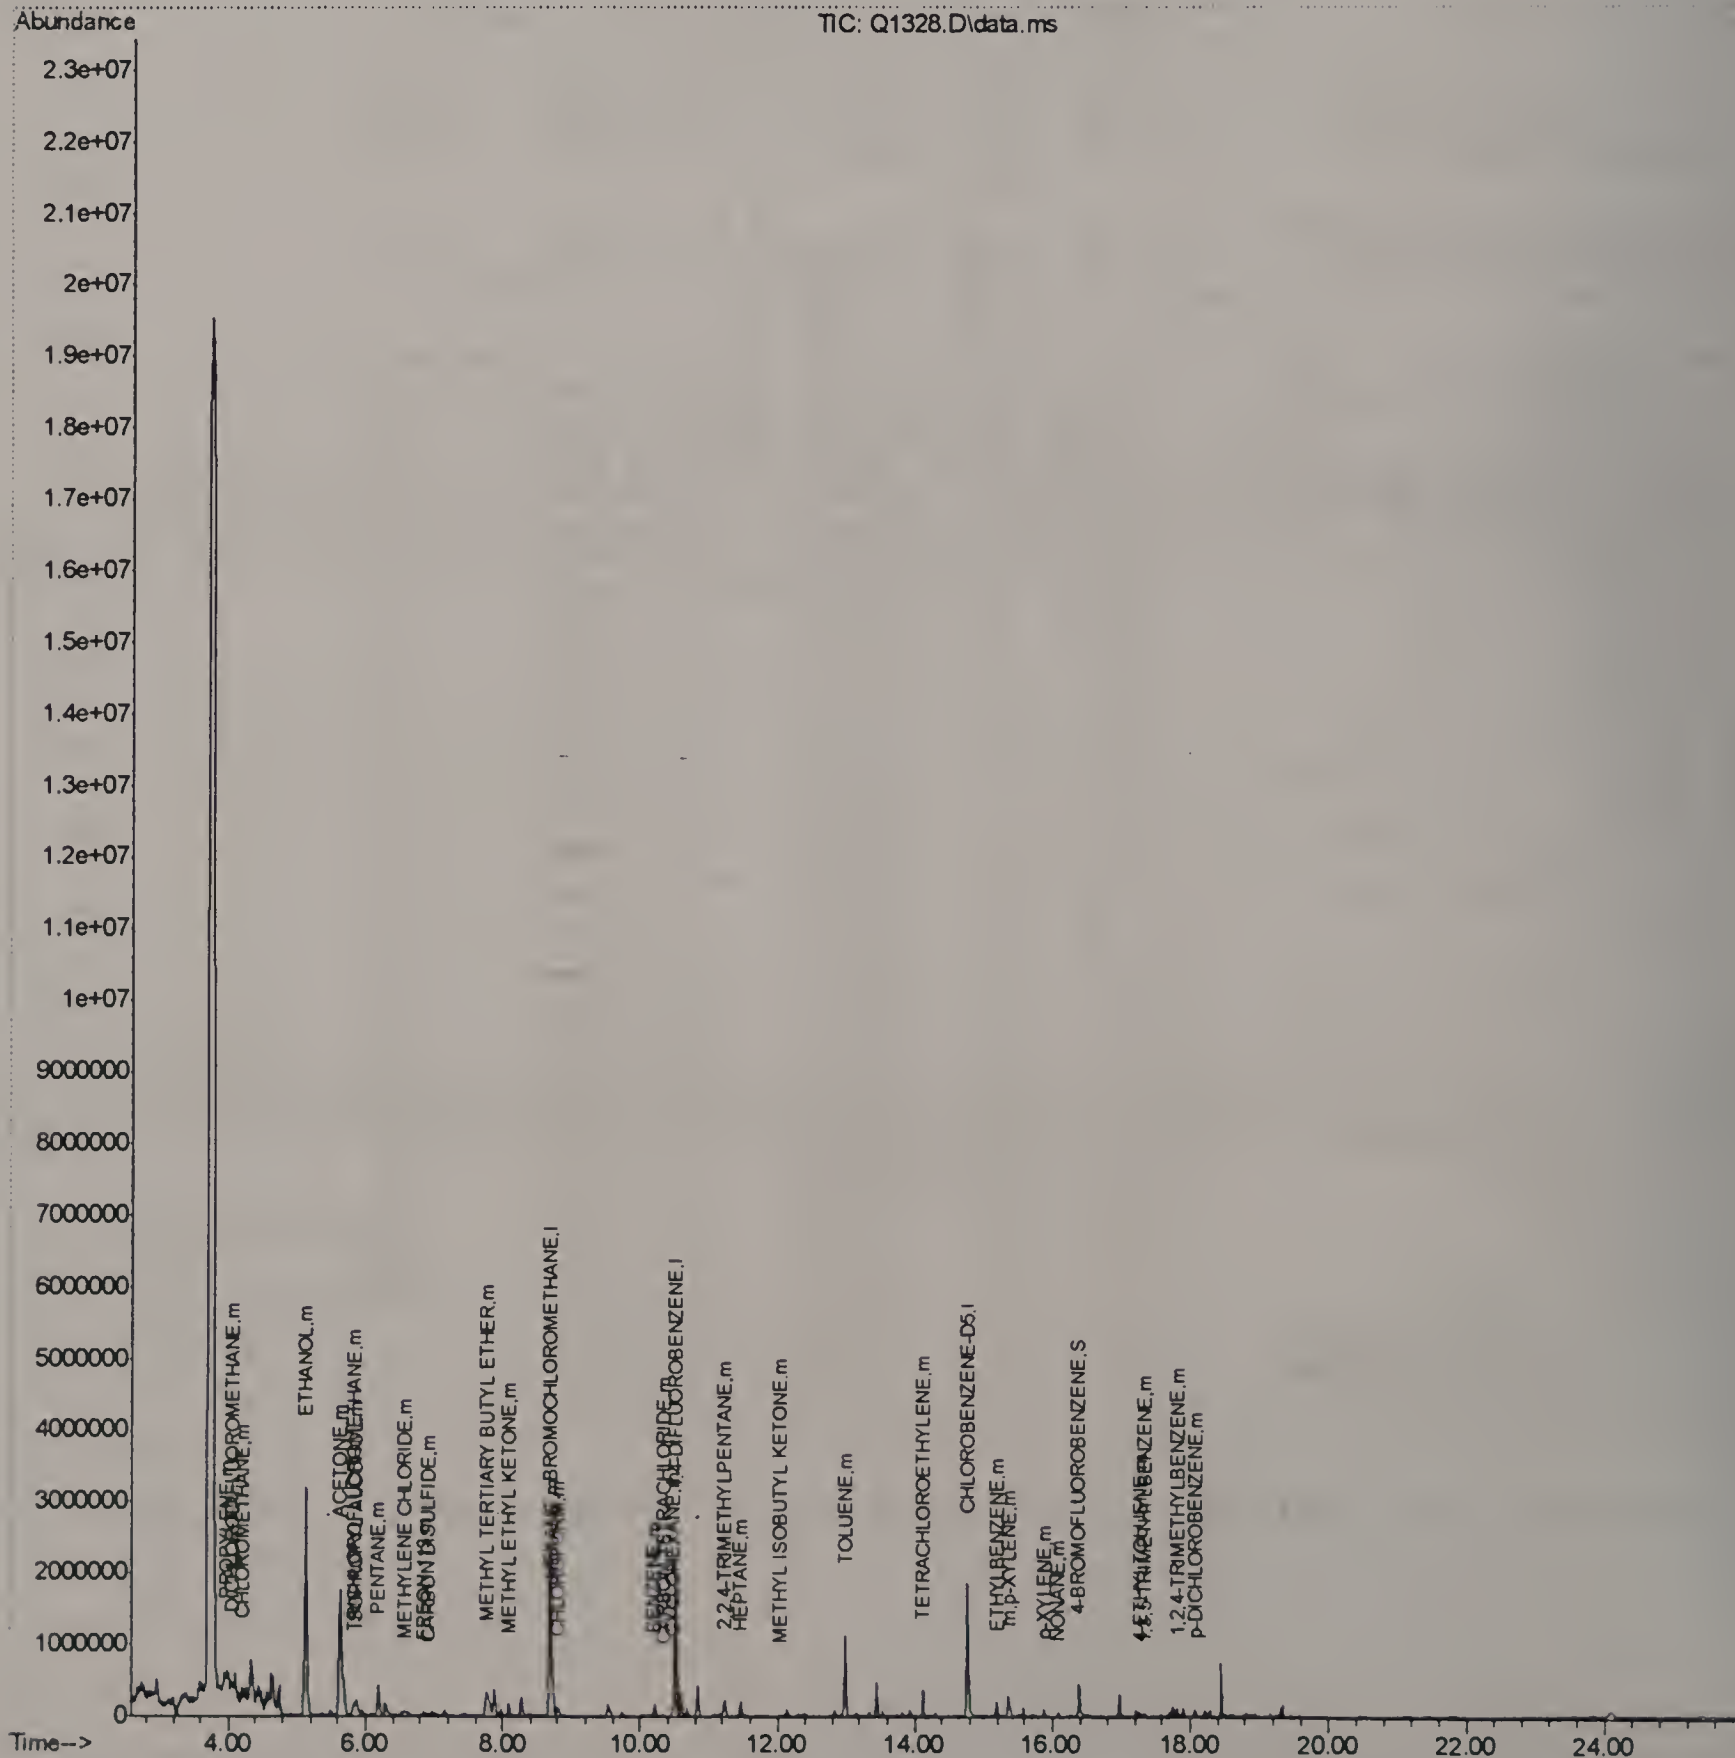 Abundance
TIC: Q1328.D\data.ms
2.3e+07
2.2e+07
2.1e+07
2e+07
1.9e+07
1.8e+07
1.7e+07
1.6e+07
1.5e+07
1.4e+07
1.3e+07
1.2e+07
1.1e+07
1e+07
9000000
8000000
7000000
6000000
5000000
4000000
3000000
2000000
1000000
0
CHLOROMETHANE,m
ETHANOL,m
ACETONE,m
PENTANE,m
METHYLENE CHLORIDE,m
CARBON DISULFIDE,m
METHYL TERTIARY BUTYL ETHER,m
METHYL ETHYL KETONE,m
BROMOCHLOROMETHANE,I
BENZENE,m
2,2,4-TRIMETHYLPENTANE,m
HEPTANE,m
METHYL ISOBUTYL KETONE,m
TOLUENE,m
TETRACHLOROETHYLENE,m
CHLOROBENZENE-D5,I
ETHYLBENZENE,m
m,p-XYLENE,m
NONANE,m
4-BROMOFLUOROBENZENE,S
1,2,4-TRIMETHYLBENZENE,m
p-DICHLOROBENZENE,m
Time--> 4.00 6.00 8.00 10.00 12.00 14.00 16.00 18.00 20.00 22.00 24.00